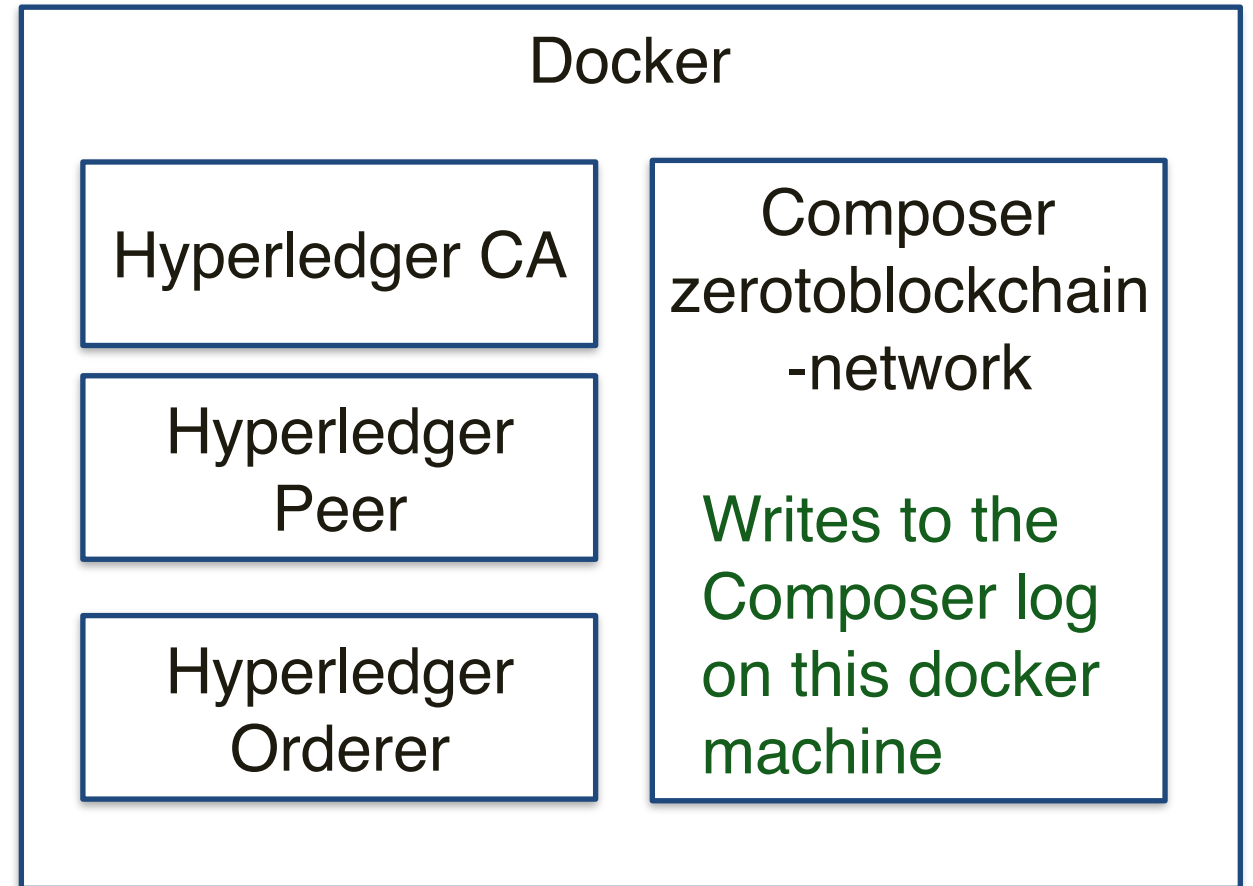 Docker
Hyperledger CA
Hyperledger
Peer
Hyperledger
Orderer
Composer
zerotoblockchain
-network
Writes to the
Composer log
on this docker
machine